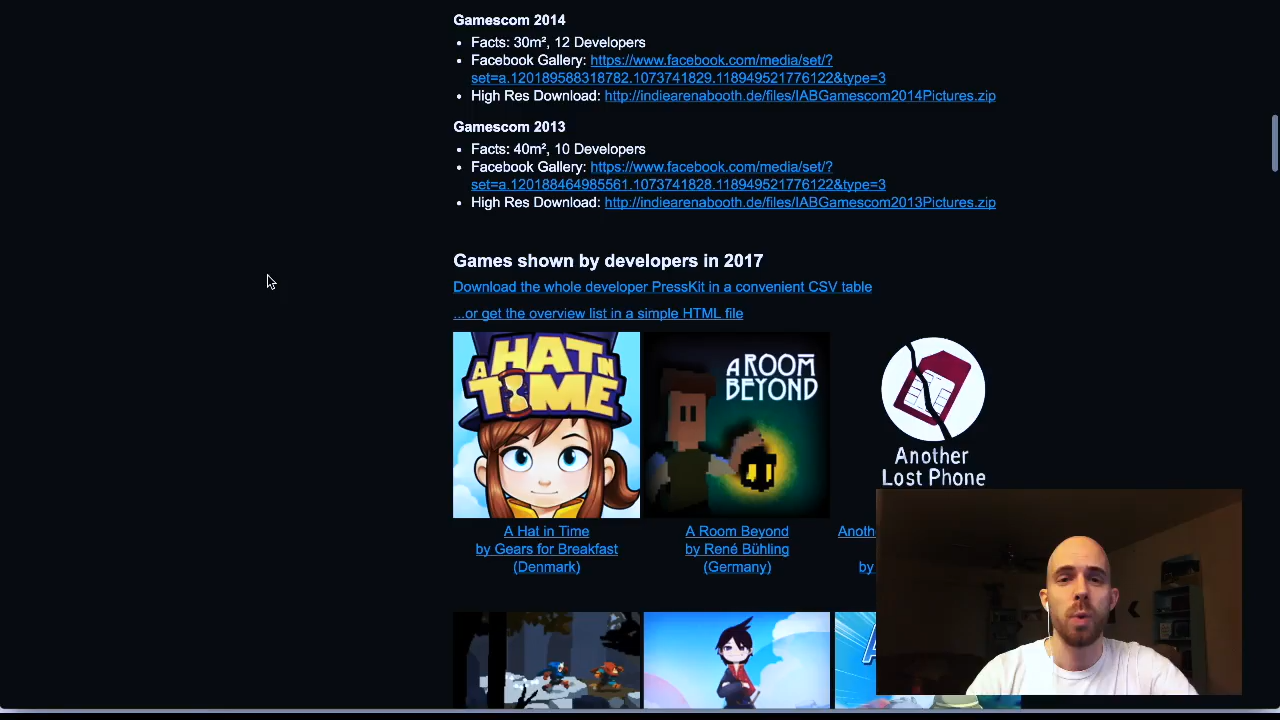 Gamescom 2014
Facts: 30m², 12 Developers
Facebook Gallery: https://www.facebook.com/media/set/?
set=a.120189588318782.1073741829.118949521776122&type=3
High Res Download: http://indiearenabooth.de/files/IABGamescom2014Pictures.zip
Gamescom 2013
Facts: 40m², 10 Developers
Facebook Gallery: https://www.facebook.com/media/set/?
set=a.120188464985561.1073741828.118949521776122&type=3
High Res Download: http://indiearenabooth.de/files/IABGamescom2013Pictures.zip
Games shown by developers in 2017
Download the whole developer PressKit in a convenient CSV table
...or get the overview list in a simple HTML file
A HAT IN
TIME
A ROOM
BEYOND
Another
Lost Phone
A Hat in Time
by Gears for Breakfast
(Denmark)
A Room Beyond
by René Bühling
(Germany)
Anoth
by